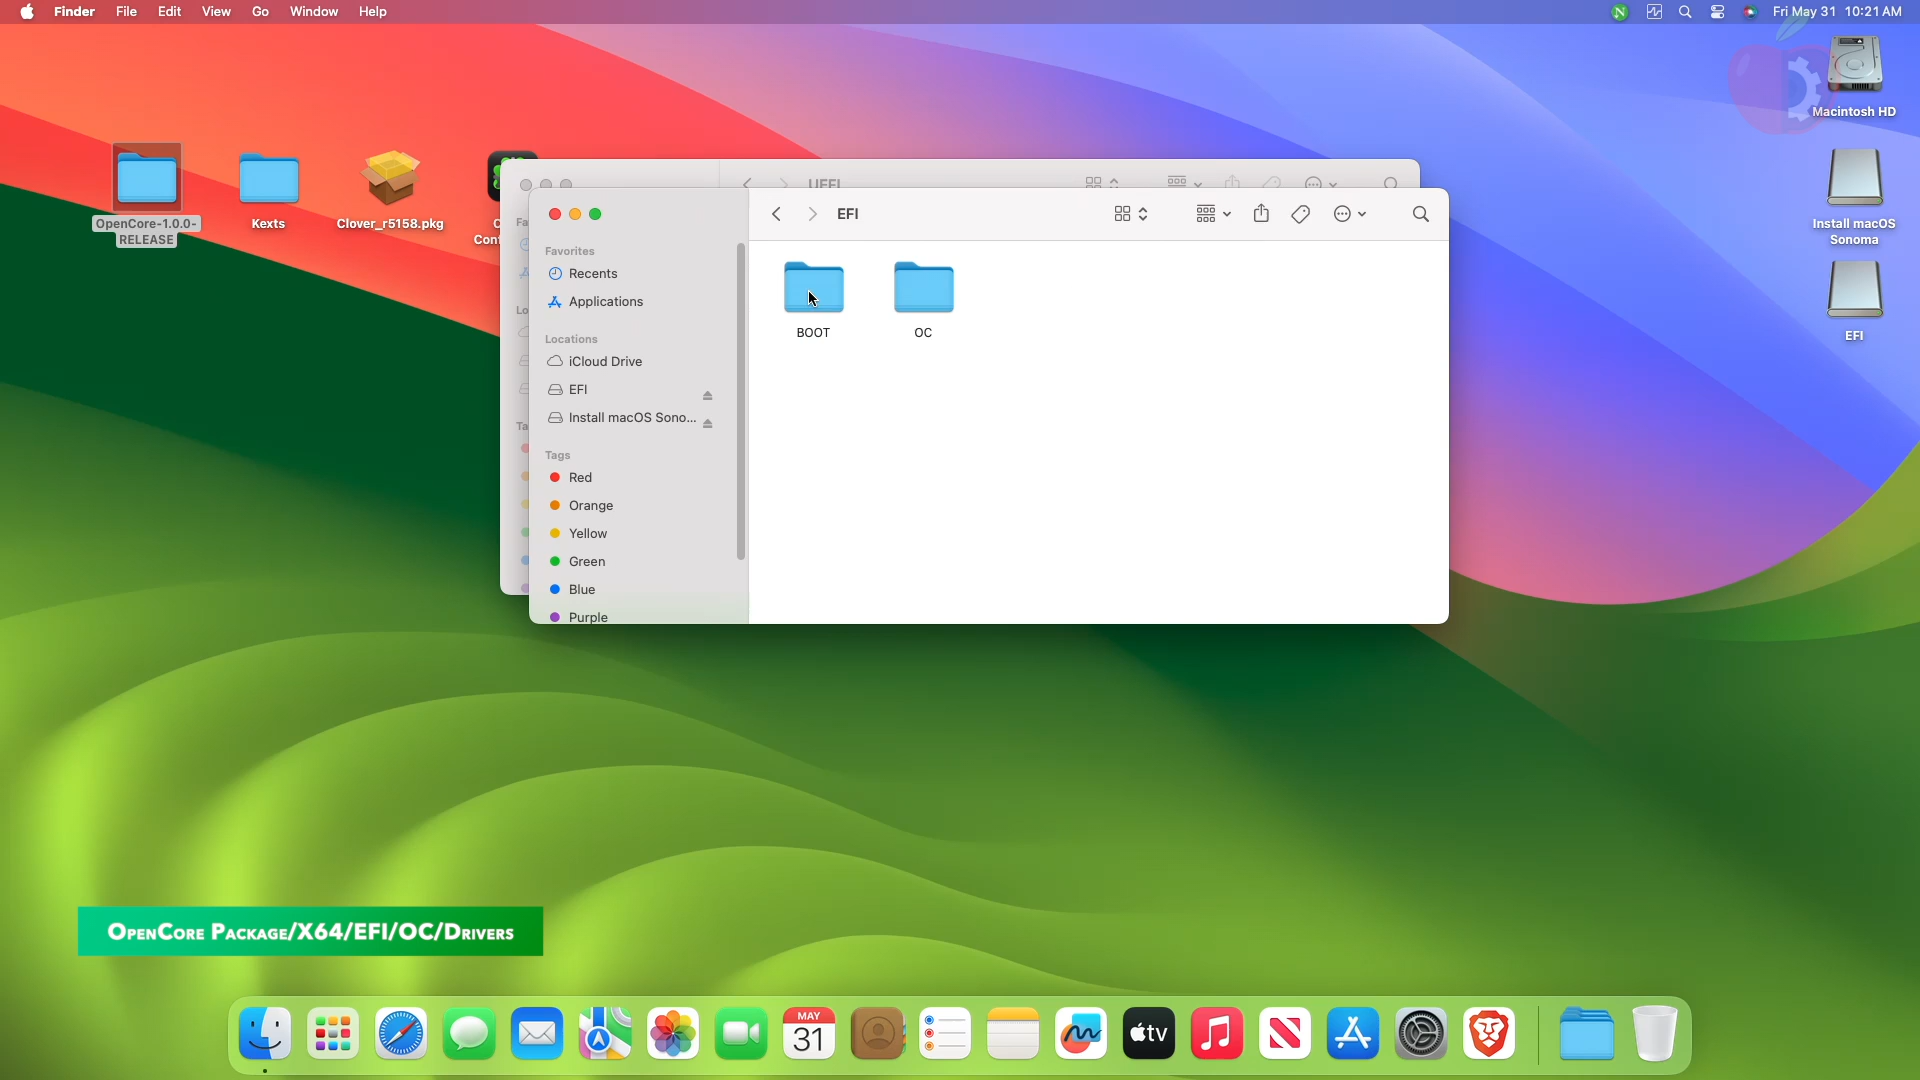 Finder File Edit View Go Window Help
Fri May 31 10:21 AM
Macintosh HD
OpenCore-1.0.0-
RELEASE
Kexts
Clover_r5158.pkg
Install macOS
Sonoma
EFI
UEFI
EFI
Favorites
Recents
Applications
Locations
iCloud Drive
EFI
Install macOS Sono...
Tags
Red
Orange
Yellow
Green
Blue
Purple
BOOT
OC
OpenCore Package/X64/EFI/OC/Drivers
MAY
31
tv